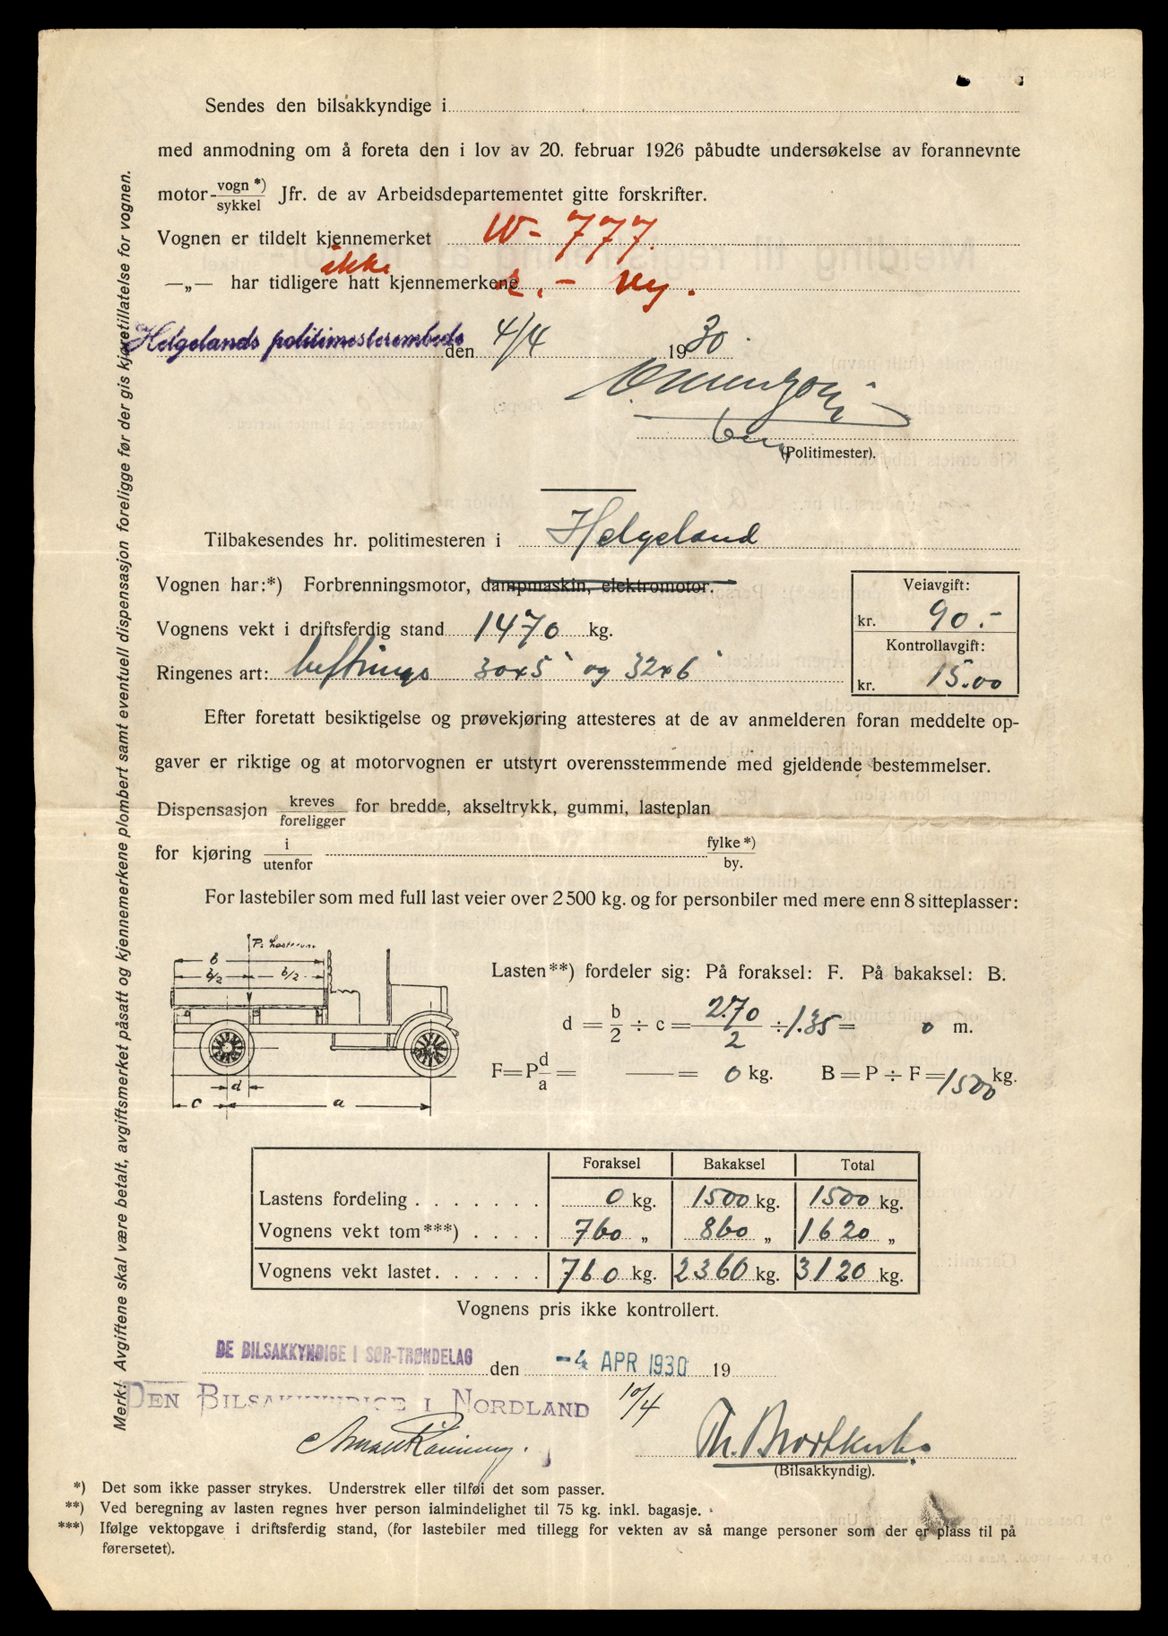 Sendes den bilsakkyndige i
med anmodning om å foreta den i lov av 20. februar 1926 påbudte undersøkelse av forannevnte
motor- vogn *) sykkel Jfr. de av Arbeidsdepartementet gitte forskrifter.
Vognen er tildelt kjennemerket W- 777.
ikke
—„— har tidligere hatt kjennemerkene
Helgelands politimesterembede den 4/4 1930.
(Politimester).
Tilbakesendes hr. politimesteren i Helgeland
Vognen har:*) Forbrenningsmotor, dampmaskin, elektromotor.
Vognens vekt i driftsferdig stand 1470 kg.
Ringenes art: luftrings 30x5" og 32x6"
Veiavgift:
kr. 90.-
Kontrollavgift:
kr. 15.00
Efter foretatt besiktigelse og prøvekjøring attesteres at de av anmelderen foran meddelte op-
gaver er riktige og at motorvognen er utstyrt overensstemmende med gjeldende bestemmelser.
Dispensasjon kreves foreligger for bredde, akseltrykk, gummi, lasteplan
for kjøring i utenfor fylke*) by.
For lastebiler som med full last veier over 2500 kg. og for personbiler med mere enn 8 sitteplasser:
P. Lasterum.
b
b/2 b/2
d
c a
Lasten**) fordeler sig: På foraksel: F. På bakaksel: B.
d = b/2 ÷ c = 2.70/2 ÷ 1.35 = 0 m.
F=P d/a = — = 0 kg. B = P ÷ F = 1500 kg.
Foraksel Bakaksel Total
Lastens fordeling . . . . . . . 0 kg. 1500 kg. 1500 kg.
Vognens vekt tom***) . . . . 760 „ 860 „ 1620 „
Vognens vekt lastet. . . . . . 760 kg. 2360 kg. 3120 kg.
Vognens pris ikke kontrollert.
DE BILSAKKYNDIGE I SØR-TRØNDELAG den -4 APR 1930 19
DEN BILSAKKYNDIGE I NORDLAND 10/4
(Bilsakkyndig).
*) Det som ikke passer strykes. Understrek eller tilføi det som passer.
**) Ved beregning av lasten regnes hver person ialmindelighet til 75 kg. inkl. bagasje.
***) Ifølge vektopgave i driftsferdig stand, (for lastebiler med tillegg for vekten av så mange personer som der er plass til på
førersetet).
Merk! Avgiftene skal være betalt, avgiftsmerket påsatt og kjennemerkene plombert samt eventuell dispensasjon foreligge før der gis kjøretillatelse for vognen.